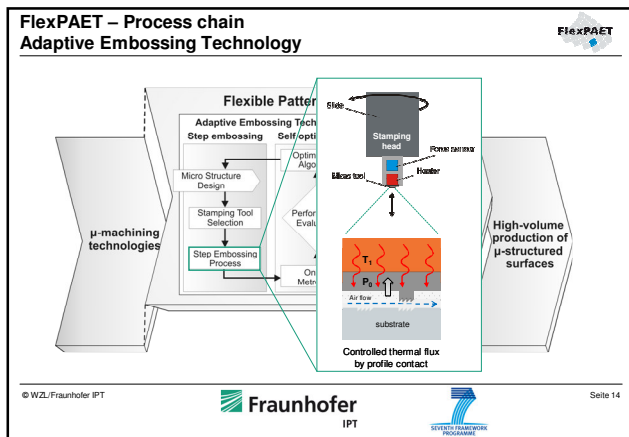 FlexPAET – Process chain
Adaptive Embossing Technology
FlexPAET
Flexible Pattern
Adaptive Embossing Tech
Step embossing
Self opti
Optim
Algo
Micro Structure
Design
Stamping Tool
Selection
Perfor
Evalu
Step Embossing
Process
On
Metr
µ-machining
technologies
Slide
Stamping
head
Force sensor
Heater
Micro tool
T1
P0
Air flow
substrate
Controlled thermal flux
by profile contact
High-volume
production of
µ-structured
surfaces
© WZL/Fraunhofer IPT
Fraunhofer
IPT
SEVENTH FRAMEWORK
PROGRAMME
Seite 14